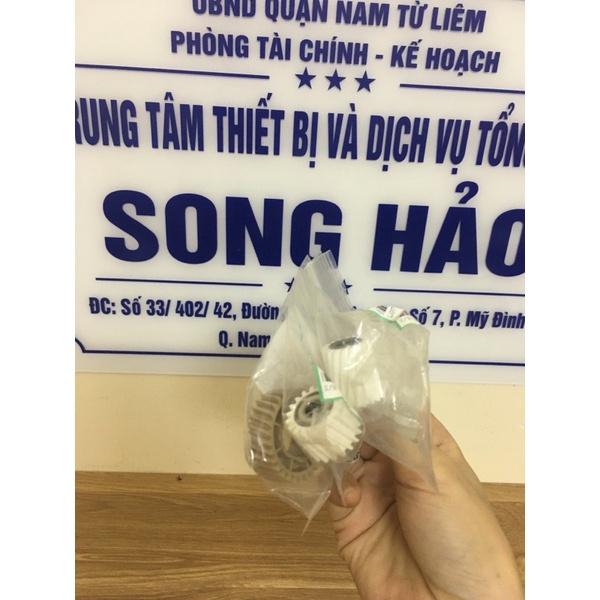 UBND QUẬN NAM TỪ LIÊM
PHÒNG TÀI CHÍNH - KẾ HOẠCH
RUNG TÂM THIẾT BỊ VÀ DỊCH VỤ TỔN
SONG HẢO
ĐC: Số 33/ 402/ 42, Đườn Số 7, P. Mỹ Đình
Q. Nam